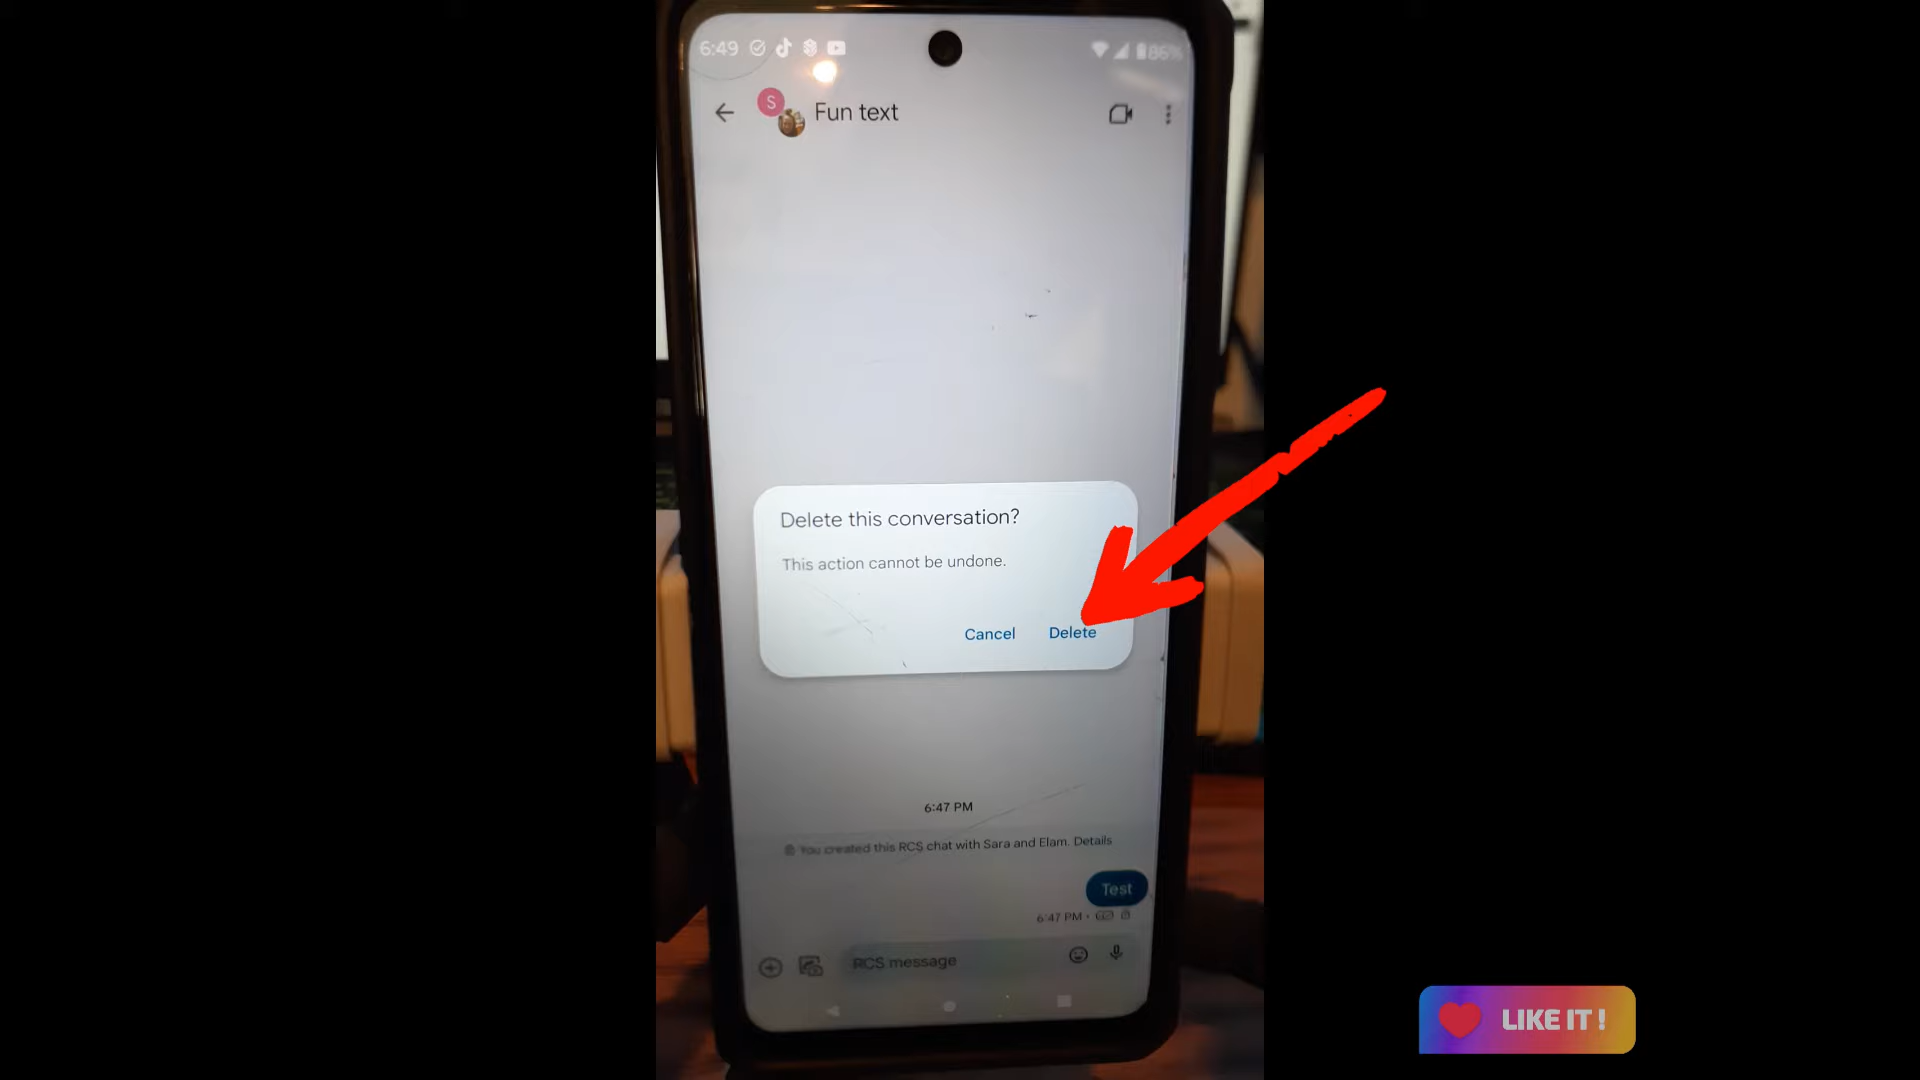 6:49
86%
S
Fun text
Delete this conversation?
This action cannot be undone.
Cancel Delete
6:47 PM
You created this RCS chat with Sara and Elam. Details
Test
6:47 PM •
RCS message
LIKE IT !